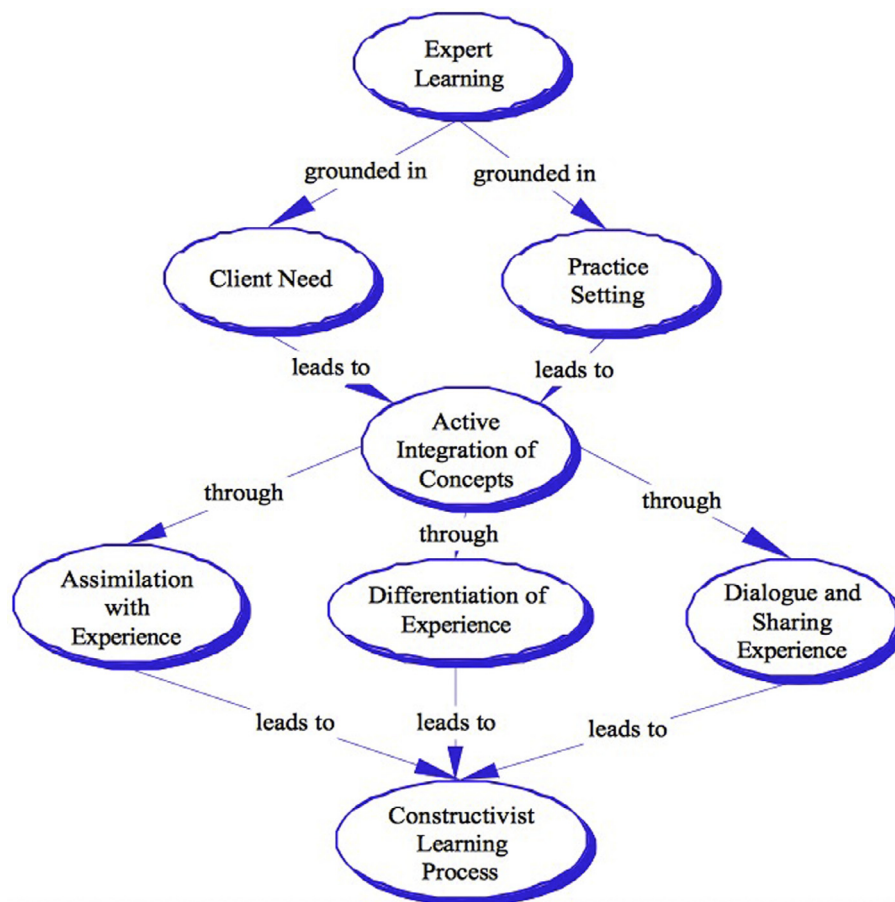 Expert
Learning
grounded in
grounded in
Client Need
Practice
Setting
leads to
leads to
Active
Integration of
Concepts
through
through
through
Assimilation
with
Experience
Differentiation of
Experience
Dialogue and
Sharing
Experience
leads to
leads to
leads to
Constructivist
Learning
Process